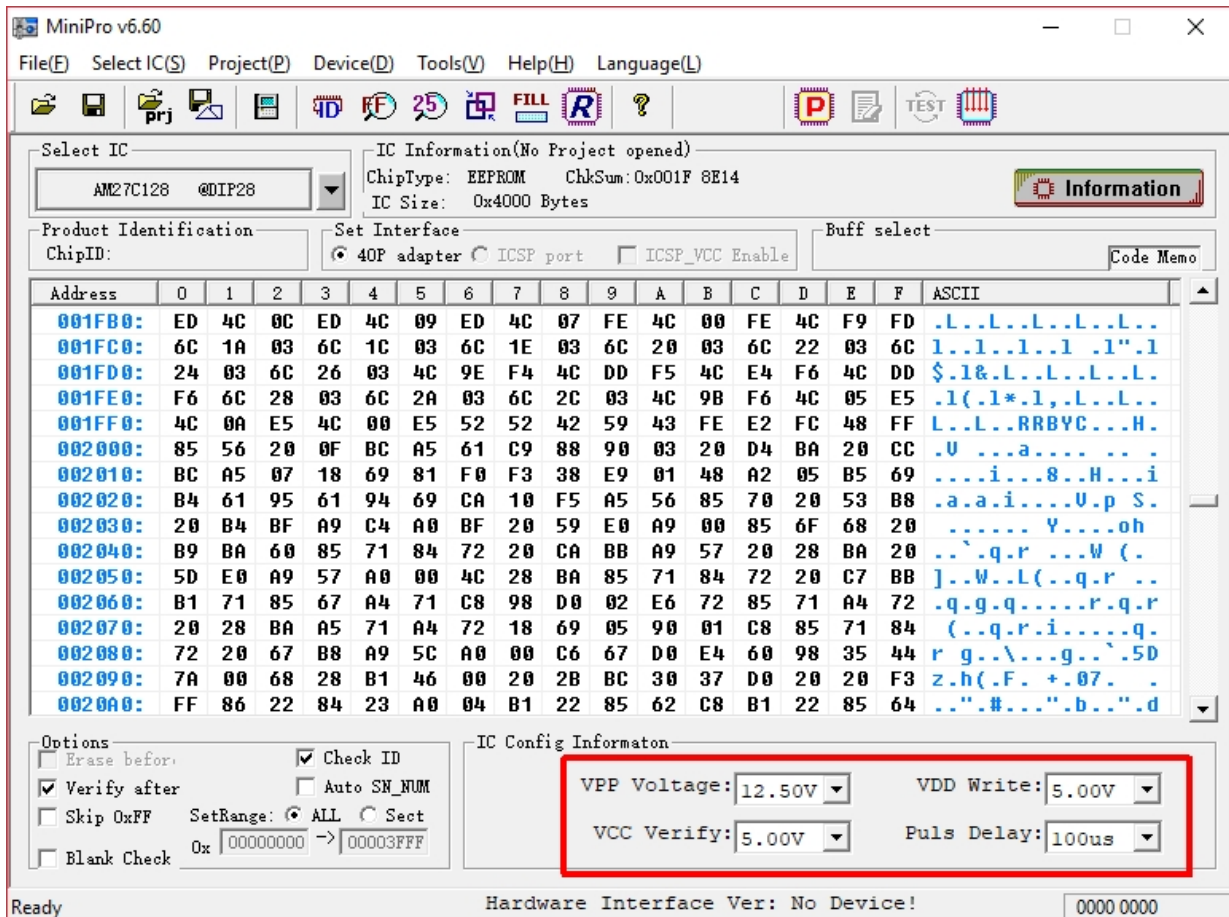 MiniPro v6.60
File(F) Select IC(S) Project(P) Device(D) Tools(V) Help(H) Language(L)
prj ID FF 25 FILL R ? P TEST
Select IC
AM27C128 @DIP28
IC Information(No Project opened)
ChipType: EEPROM ChkSum:0x001F 8E14
IC Size: 0x4000 Bytes
Information
Product Identification
ChipID:
Set Interface
40P adapter ICSP port ICSP_VCC Enable
Buff select
Code Memo
Address 0 1 2 3 4 5 6 7 8 9 A B C D E F ASCII
001FB0: ED 4C 0C ED 4C 09 ED 4C 07 FE 4C 00 FE 4C F9 FD .L..L..L..L..L..
001FC0: 6C 1A 03 6C 1C 03 6C 1E 03 6C 20 03 6C 22 03 6C l..l..l..l .l".l
001FD0: 24 03 6C 26 03 4C 9E F4 4C DD F5 4C E4 F6 4C DD $.l&.L..L..L..L.
001FE0: F6 6C 28 03 6C 2A 03 6C 2C 03 4C 9B F6 4C 05 E5 .l(.l*.l,.L..L..
001FF0: 4C 0A E5 4C 00 E5 52 52 42 59 43 FE E2 FC 48 FF L..L..RRBYC...H.
002000: 85 56 20 0F BC A5 61 C9 88 90 03 20 D4 BA 20 CC .V ...a.... .. .
002010: BC A5 07 18 69 81 F0 F3 38 E9 01 48 A2 05 B5 69 ....i...8..H...i
002020: B4 61 95 61 94 69 CA 10 F5 A5 56 85 70 20 53 B8 .a.a.i....V.p S.
002030: 20 B4 BF A9 C4 A0 BF 20 59 E0 A9 00 85 6F 68 20 ...... Y....oh
002040: B9 BA 60 85 71 84 72 20 CA BB A9 57 20 28 BA 20 ..`.q.r ...W (.
002050: 5D E0 A9 57 A0 00 4C 28 BA 85 71 84 72 20 C7 BB ]..W..L(..q.r ..
002060: B1 71 85 67 A4 71 C8 98 D0 02 E6 72 85 71 A4 72 .q.g.q.....r.q.r
002070: 20 28 BA A5 71 A4 72 18 69 05 90 01 C8 85 71 84 (..q.r.i.....q.
002080: 72 20 67 B8 A9 5C A0 00 C6 67 D0 E4 60 98 35 44 r g..\...g..`.5D
002090: 7A 00 68 28 B1 46 00 20 2B BC 30 37 D0 20 20 F3 z.h(.F. +.07.  .
0020A0: FF 86 22 84 23 A0 04 B1 22 85 62 C8 B1 22 85 64 ..".#...".b..".d
Options
Erase befor
Check ID
Verify after
Auto SN_NUM
Skip 0xFF
SetRange: ALL Sect
Blank Check
0x 00000000 -> 00003FFF
IC Config Informaton
VPP Voltage: 12.50V VDD Write: 5.00V
VCC Verify: 5.00V Puls Delay: 100us
Ready Hardware Interface Ver: No Device! 0000 0000